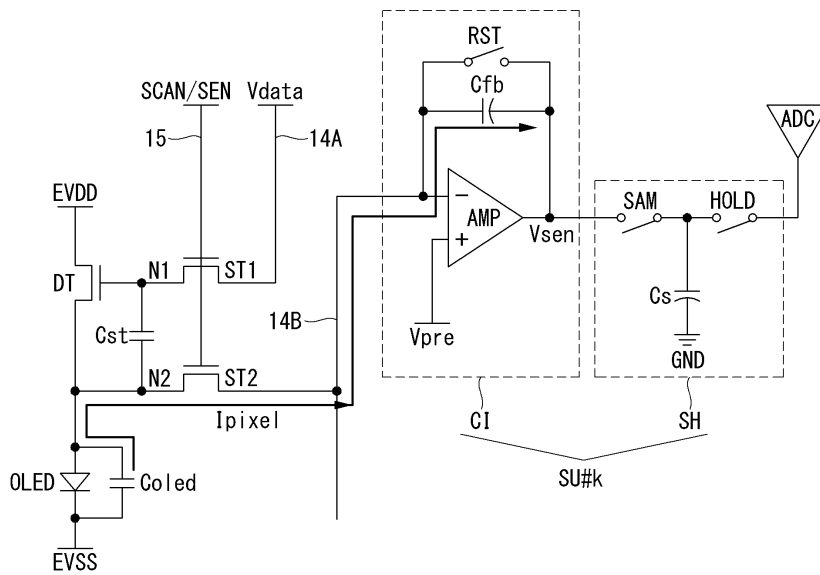 RST
Cfb
SCAN/SEN Vdata
15 14A
ADC
EVDD
SAM HOLD
AMP
Vsen
DT N1 ST1
14B
Cs
Cst
Vpre
GND
N2 ST2
Ipixel
CI SH
OLED Coled
SU#k
EVSS